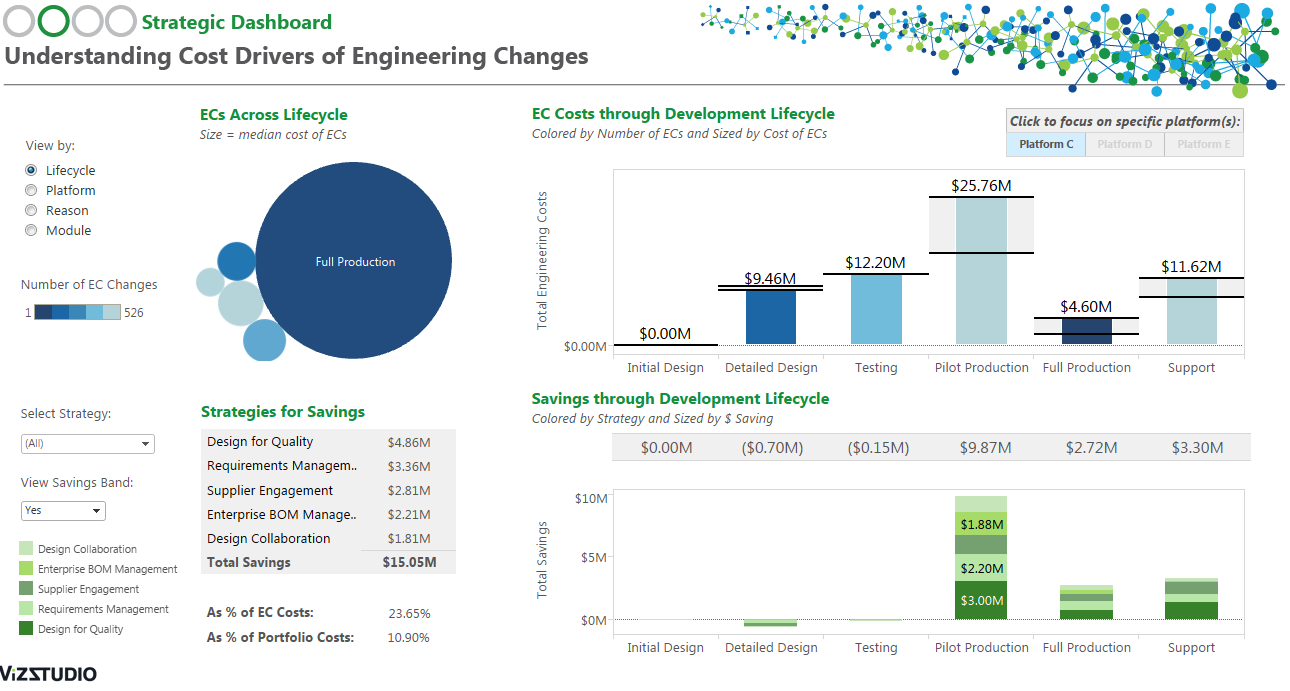 Strategic Dashboard
Understanding Cost Drivers of Engineering Changes
View by:
Lifecycle
Platform
Reason
Module
Number of EC Changes
1 526
ECs Across Lifecycle
Size = median cost of ECs
Full Production
EC Costs through Development Lifecycle
Colored by Number of ECs and Sized by Cost of ECs
Click to focus on specific platform(s):
Platform C Platform D Platform E
Total Engineering Costs
$0.00M
$0.00M $9.46M $12.20M $25.76M $4.60M $11.62M
Initial Design Detailed Design Testing Pilot Production Full Production Support
Select Strategy:
(All)
View Savings Band:
Yes
Design Collaboration
Enterprise BOM Management
Supplier Engagement
Requirements Management
Design for Quality
Strategies for Savings
Design for Quality $4.86M
Requirements Managem.. $3.36M
Supplier Engagement $2.81M
Enterprise BOM Manage.. $2.21M
Design Collaboration $1.81M
Total Savings $15.05M
As % of EC Costs: 23.65%
As % of Portfolio Costs: 10.90%
Savings through Development Lifecycle
Colored by Strategy and Sized by $ Saving
$0.00M ($0.70M) ($0.15M) $9.87M $2.72M $3.30M
Total Savings
$10M
$5M
$0M
$1.88M
$2.20M
$3.00M
Initial Design Detailed Design Testing Pilot Production Full Production Support
VIZSTUDIO